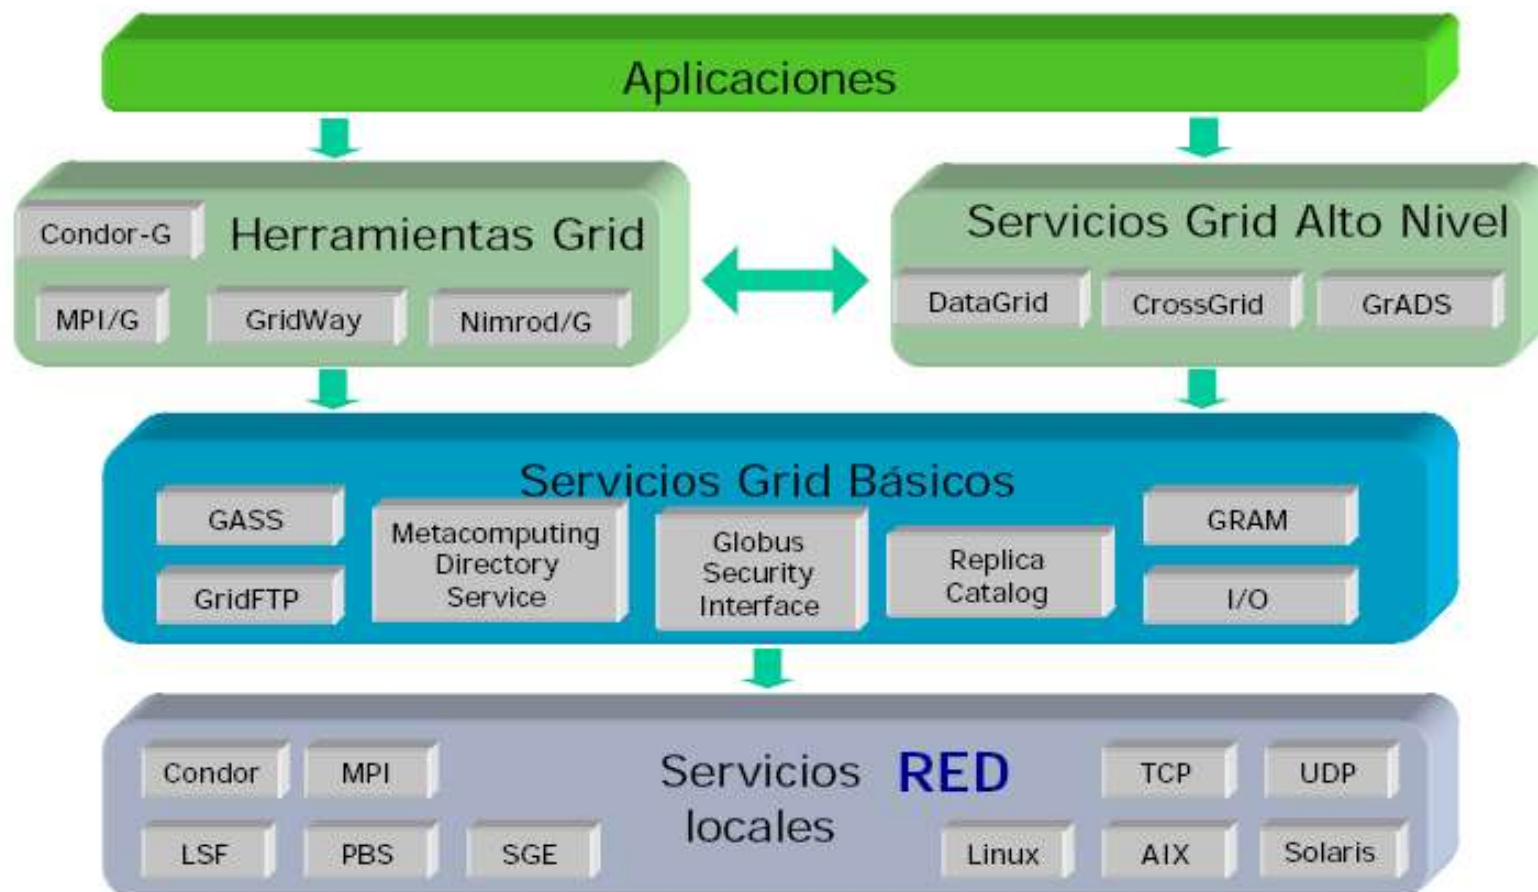 Aplicaciones
Condor-G
Herramientas Grid
MPI/G
GridWay
Nimrod/G
Servicios Grid Alto Nivel
DataGrid
CrossGrid
GrADS
Servicios Grid Básicos
GASS
GridFTP
Metacomputing
Directory
Service
Globus
Security
Interface
Replica
Catalog
GRAM
I/O
Condor
MPI
LSF
PBS
SGE
Servicios
locales
RED
TCP
UDP
Linux
AIX
Solaris